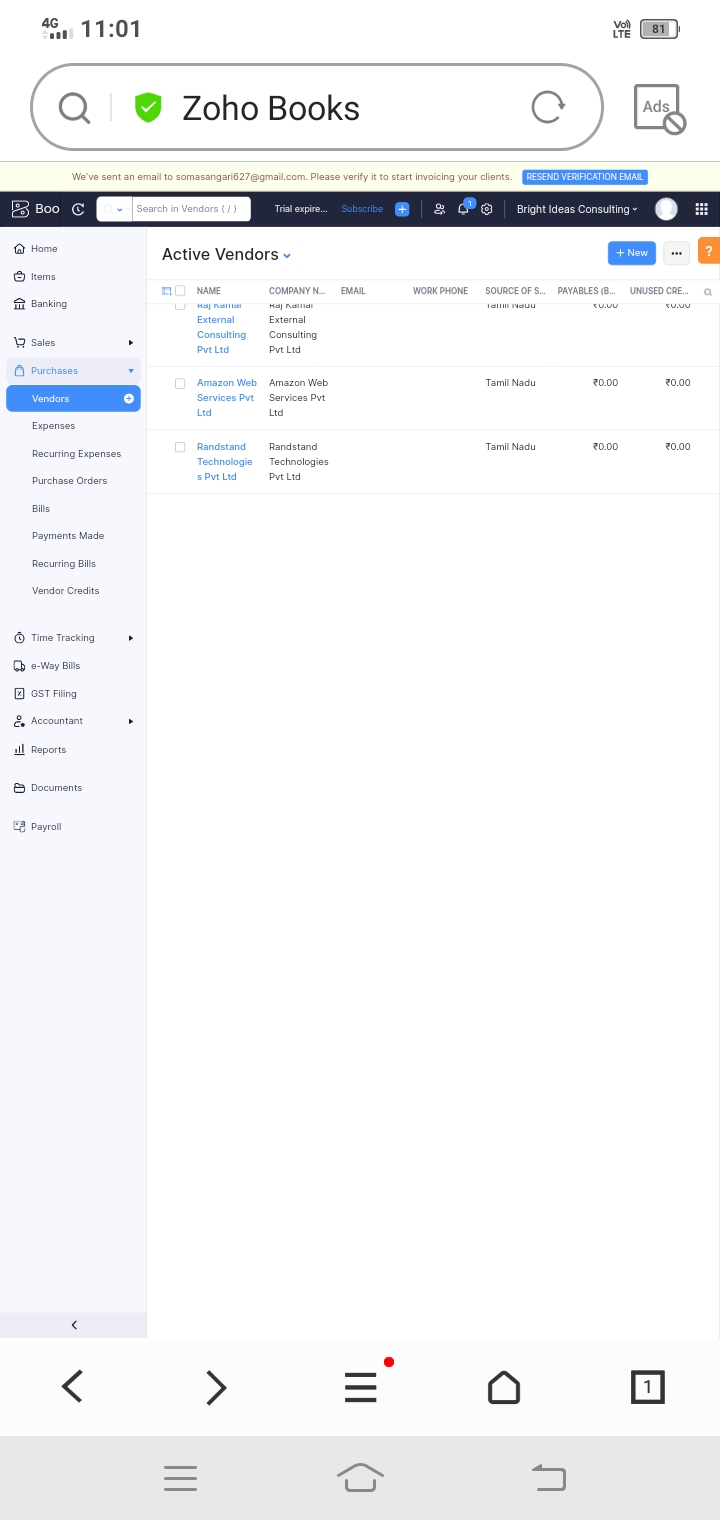 4G 11:01 VoLTE 81
Zoho Books Ads
We've sent an email to somasangari627@gmail.com. Please verify it to start invoicing your clients. RESEND VERIFICATION EMAIL
Boo Search in Vendors ( / ) Trial expire... Subscribe 1 Bright Ideas Consulting
Home
Items
Banking
Sales
Purchases
Vendors
Expenses
Recurring Expenses
Purchase Orders
Bills
Payments Made
Recurring Bills
Vendor Credits
Time Tracking
e-Way Bills
GST Filing
Accountant
Reports
Documents
Payroll
Active Vendors + New ... ?
NAME COMPANY N... EMAIL WORK PHONE SOURCE OF S... PAYABLES (B... UNUSED CRE...
Raj Kamal Raj Kamal Tamil Nadu ₹0.00 ₹0.00
External External
Consulting Consulting
Pvt Ltd Pvt Ltd
Amazon Web Amazon Web Tamil Nadu ₹0.00 ₹0.00
Services Pvt Services Pvt
Ltd Ltd
Randstand Randstand Tamil Nadu ₹0.00 ₹0.00
Technologie Technologies
s Pvt Ltd Pvt Ltd
1